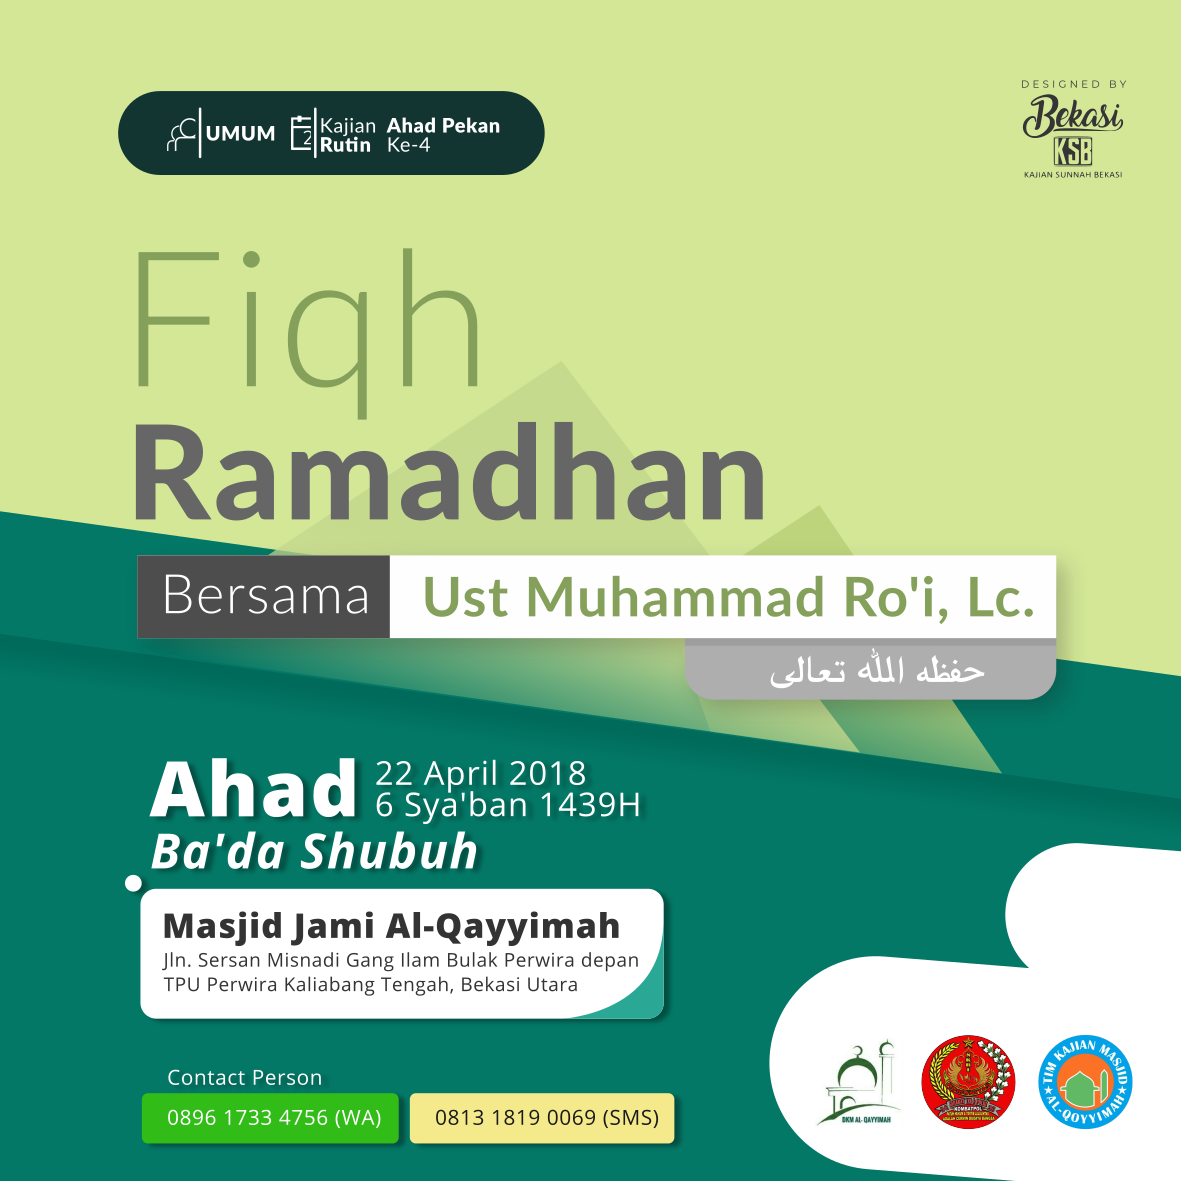 UMUM
2
Kajian
Rutin
Ahad Pekan
Ke-4
DESIGNED BY
Bekasi
KSB
KAJIAN SUNNAH BEKASI
Fiqh
Ramadhan
Bersama
Ust Muhammad Ro'i, Lc.
حفظه الله تعالى
Ahad
22 April 2018
6 Sya'ban 1439H
Ba'da Shubuh
Masjid Jami Al-Qayyimah
Jln. Sersan Misnadi Gang Ilam Bulak Perwira depan
TPU Perwira Kaliabang Tengah, Bekasi Utara
Contact Person
0896 1733 4756 (WA)
0813 1819 0069 (SMS)
DKM AL- QAYYIMAH
KOMBATPOL
TIM KAJIAN MASJID
AL-QOYYIMAH